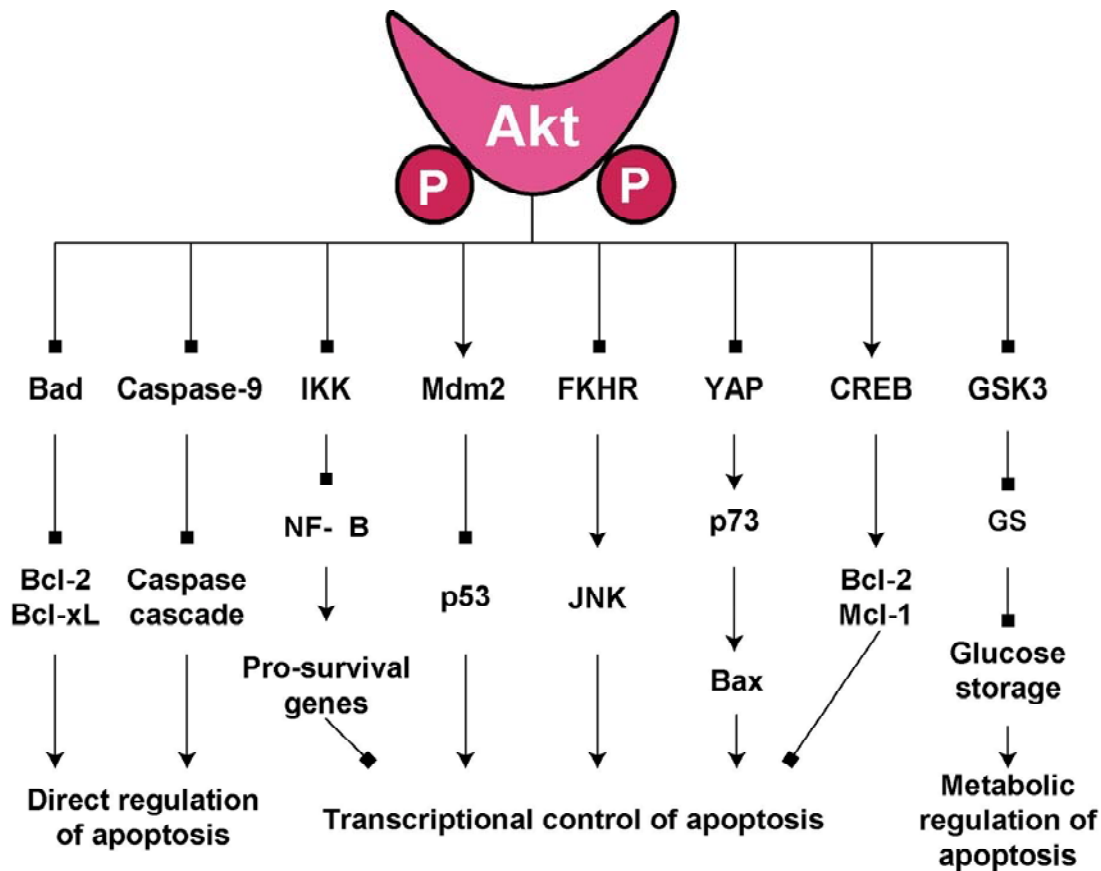 Akt
P
P
Bad
Caspase-9
IKK
Mdm2
FKHR
YAP
CREB
GSK3
NF- B
p73
GS
Bcl-2
Bcl-xL
Caspase
cascade
p53
JNK
Bcl-2
Mcl-1
Pro-survival
genes
Bax
Glucose
storage
Direct regulation
of apoptosis
Transcriptional control of apoptosis
Metabolic
regulation of
apoptosis